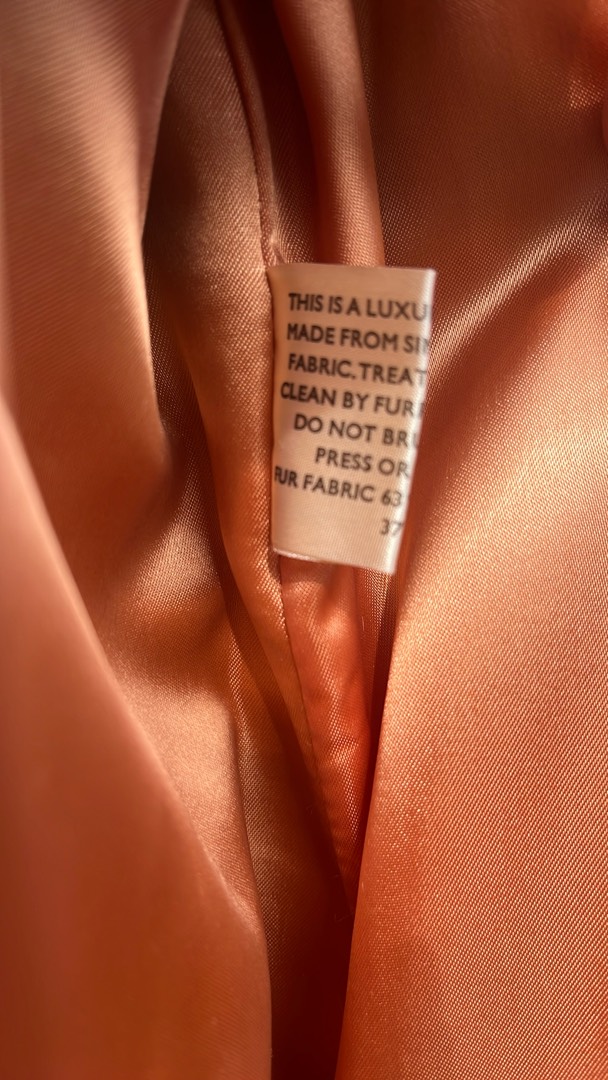 THIS IS A LUXU
MADE FROM SI
FABRIC. TREAT
CLEAN BY FUR
DO NOT BRU
PRESS OR
FUR FABRIC 63
37